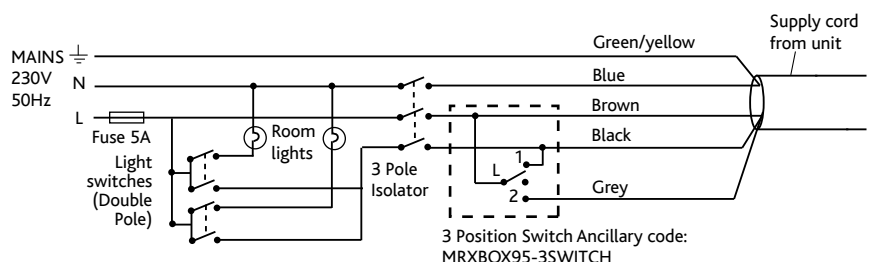 MAINS
230V
50Hz
N
L
Fuse 5A
Light
switches
(Double
Pole)
Room
lights
3 Pole
Isolator
Green/yellow
Blue
Brown
Black
Grey
L
1
2
Supply cord
from unit
3 Position Switch Ancillary code:
MRXBOX95-3SWITCH